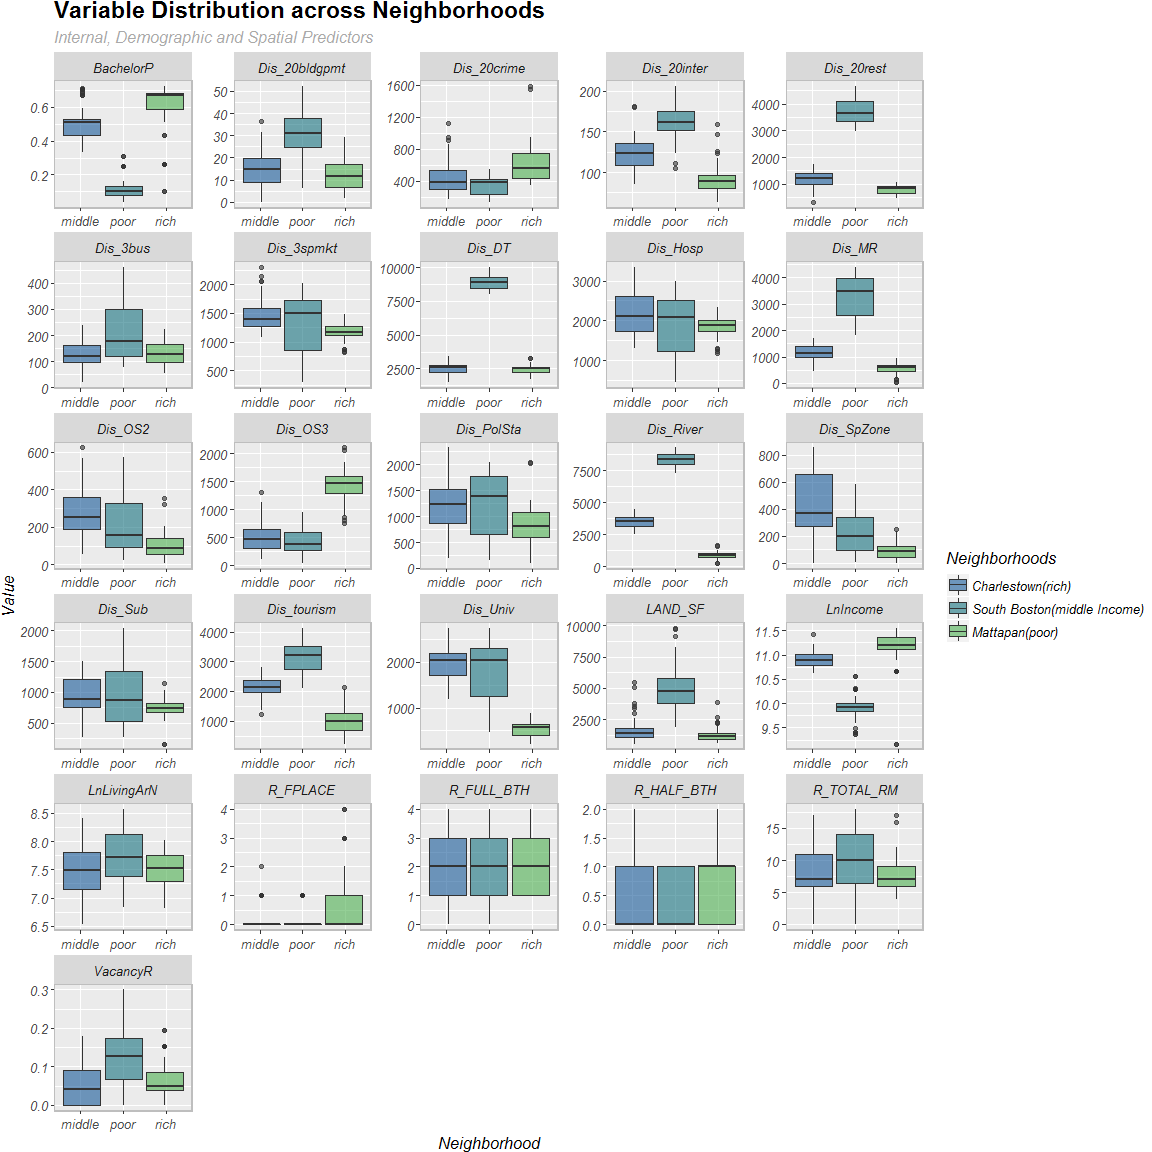 Variable Distribution across Neighborhoods
Internal, Demographic and Spatial Predictors
BachelorP Dis_20bldgpmt Dis_20crime Dis_20inter Dis_20rest
0.6 0.4 0.2
50 40 30 20 10 0
1600 1200 800 400
200 150 100
4000 3000 2000 1000
middle poor rich middle poor rich middle poor rich middle poor rich middle poor rich
Dis_3bus Dis_3spmkt Dis_DT Dis_Hosp Dis_MR
400 300 200 100 0
2000 1500 1000 500
10000 7500 5000 2500
3000 2000 1000
4000 3000 2000 1000 0
middle poor rich middle poor rich middle poor rich middle poor rich middle poor rich
Dis_OS2 Dis_OS3 Dis_PolSta Dis_River Dis_SpZone
600 400 200 0
2000 1500 1000 500 0
2000 1500 1000 500 0
7500 5000 2500 0
800 600 400 200 0
middle poor rich middle poor rich middle poor rich middle poor rich middle poor rich
Dis_Sub Dis_tourism Dis_Univ LAND_SF LnIncome
2000 1500 1000 500
4000 3000 2000 1000
2000 1000
10000 7500 5000 2500
11.5 11.0 10.5 10.0 9.5
middle poor rich middle poor rich middle poor rich middle poor rich middle poor rich
LnLivingArN R_FPLACE R_FULL_BTH R_HALF_BTH R_TOTAL_RM
8.5 8.0 7.5 7.0 6.5
4 3 2 1 0
4 3 2 1 0
2.0 1.5 1.0 0.5 0.0
15 10 5 0
middle poor rich middle poor rich middle poor rich middle poor rich middle poor rich
VacancyR
0.3 0.2 0.1 0.0
middle poor rich
Value
Neighborhood
Neighborhoods
Charlestown(rich)
South Boston(middle Income)
Mattapan(poor)